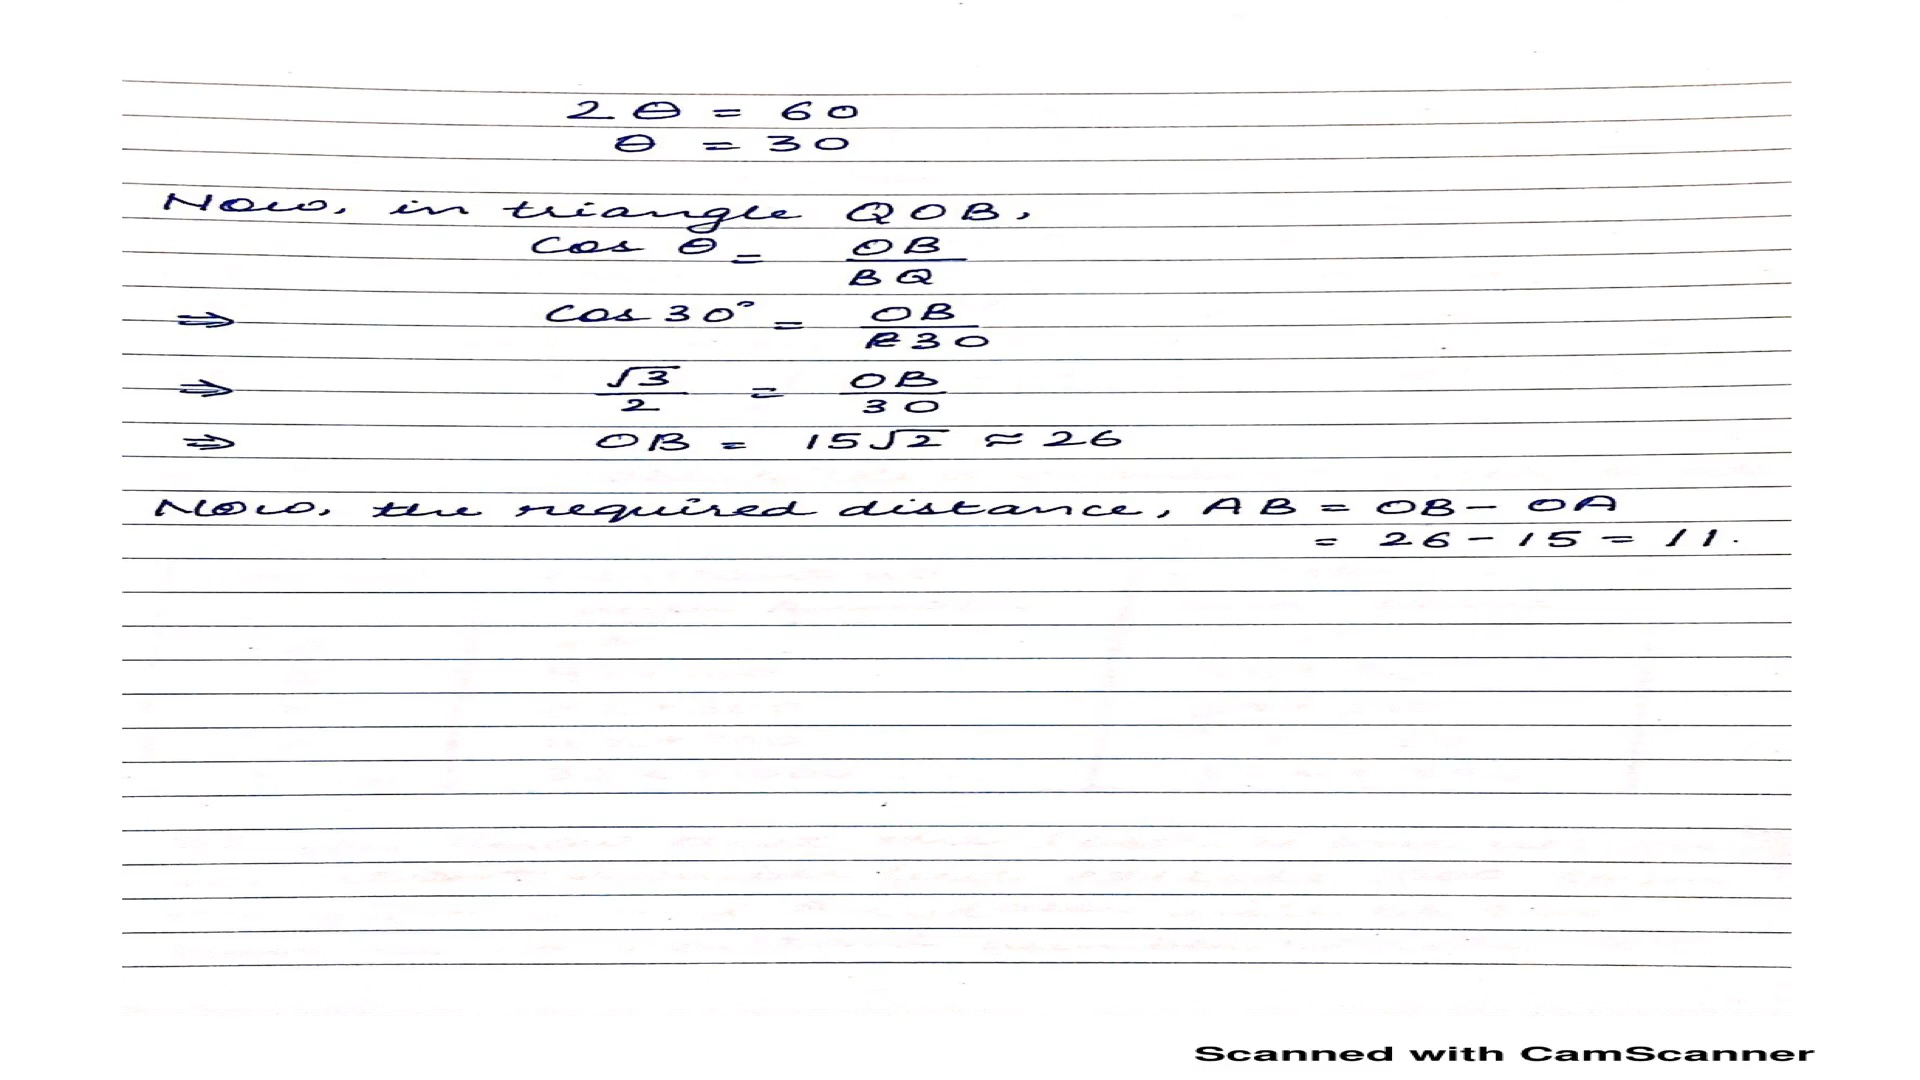 2θ = 60
θ = 30
Now, in triangle QOB,
cos θ = OB/BQ
⇒ cos 30° = OB/30
⇒ √3/2 = OB/30
⇒ OB = 15√2 ≈ 26
Now, the required distance, AB = OB - OA
= 26 - 15 = 11.
Scanned with CamScanner